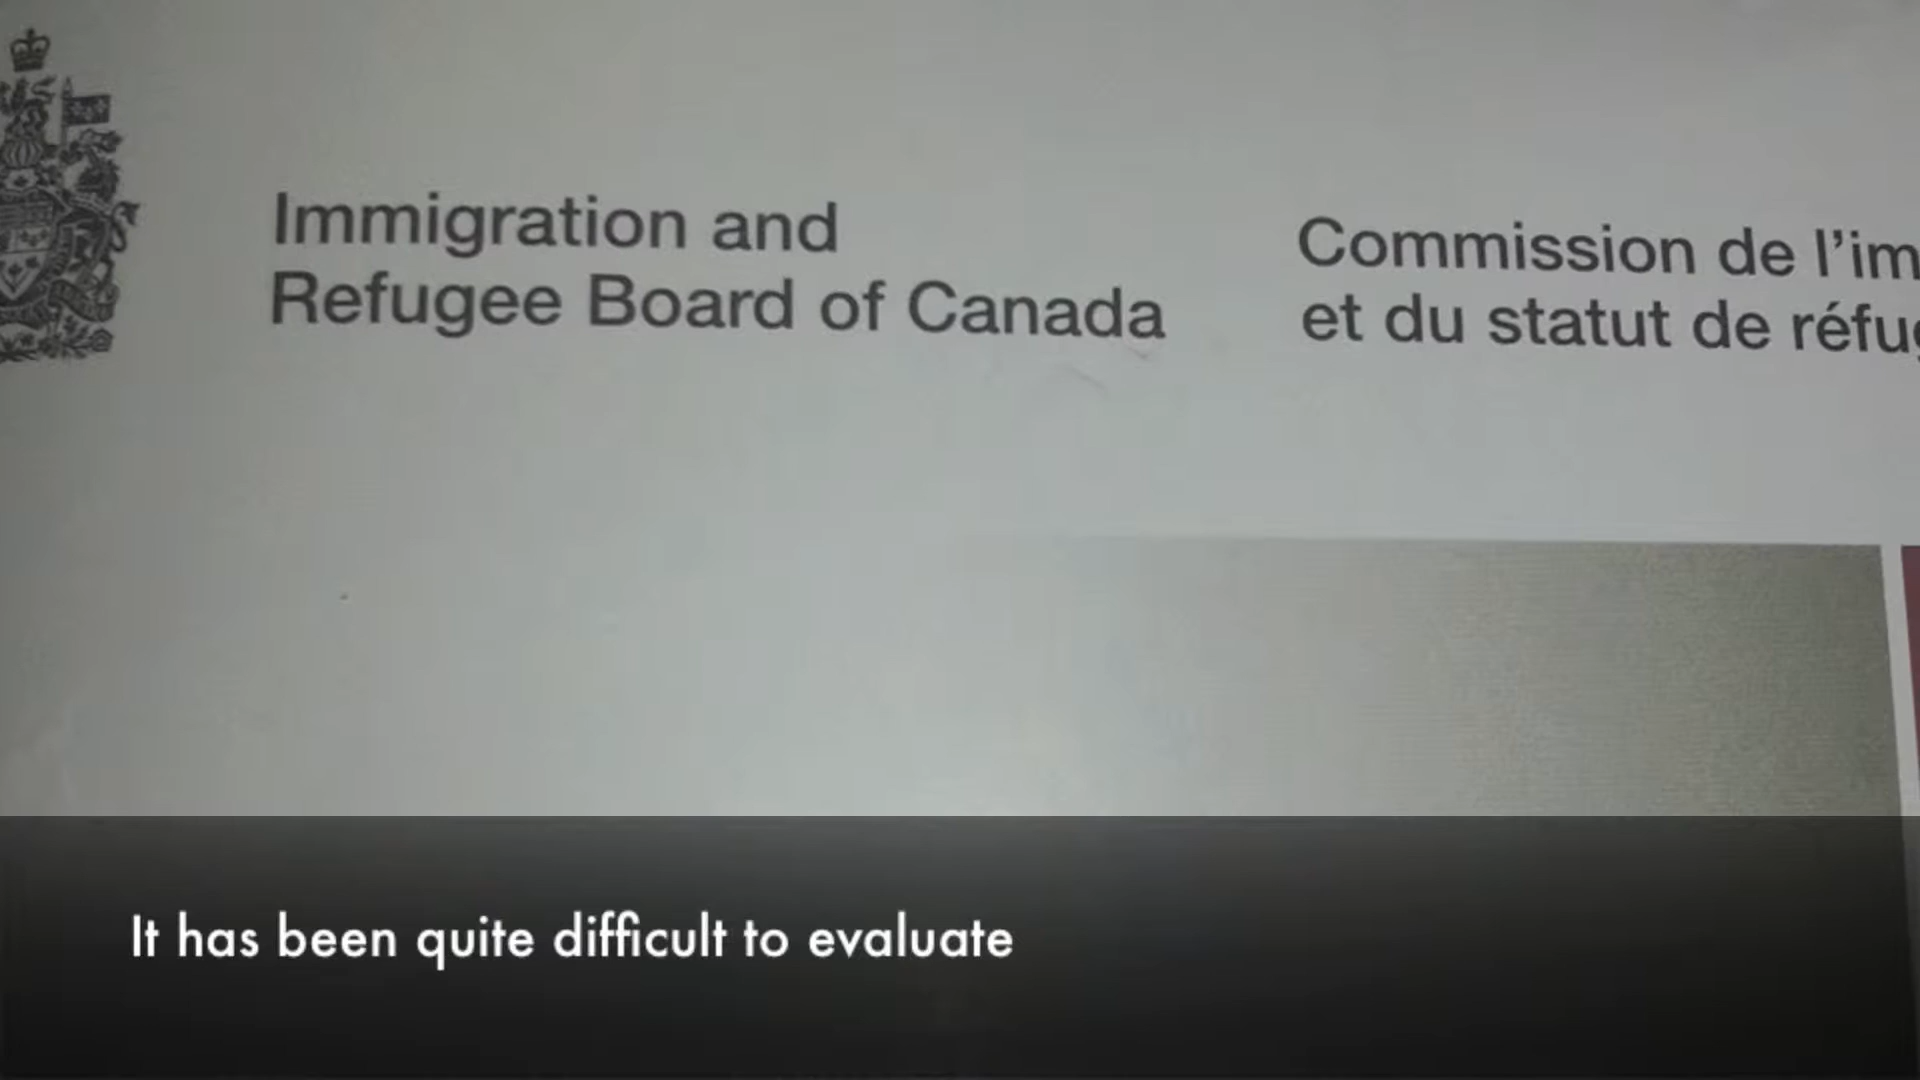 Immigration and
Refugee Board of Canada
Commission de l'im
et du statut de réfu
It has been quite difficult to evaluate